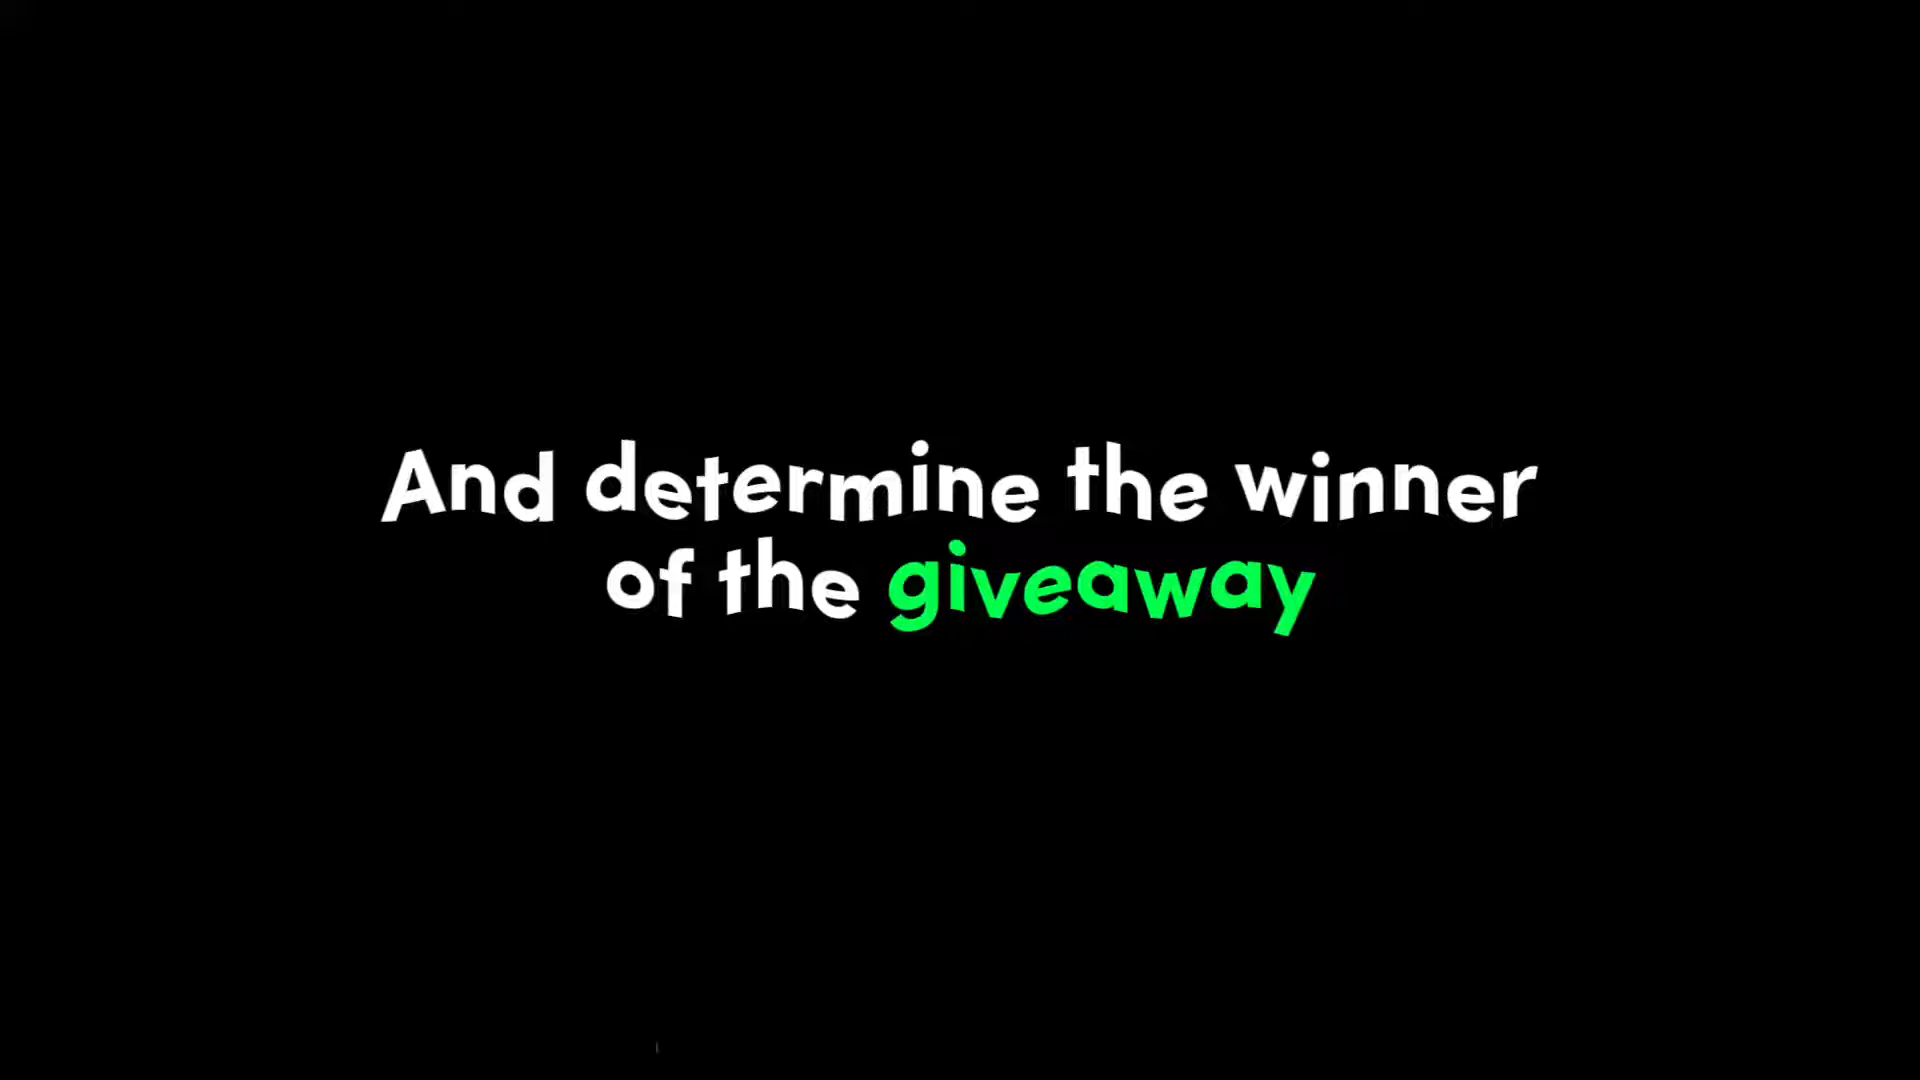 And determine the winner
of the giveaway